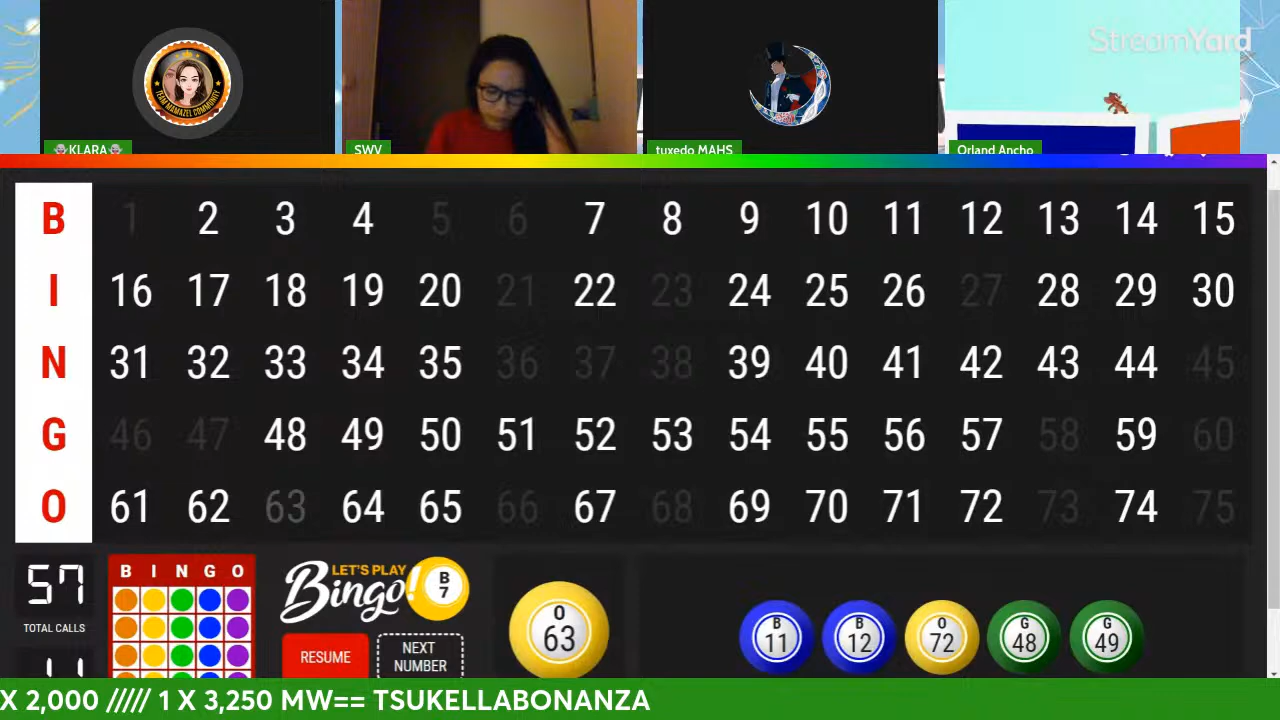 StreamYard
TEAM MAMAZEL COMMUNITY
👻KLARA👻
SWV
tuxedo MAHS
Orland Ancho
B 1 2 3 4 5 6 7 8 9 10 11 12 13 14 15
I 16 17 18 19 20 21 22 23 24 25 26 27 28 29 30
N 31 32 33 34 35 36 37 38 39 40 41 42 43 44 45
G 46 47 48 49 50 51 52 53 54 55 56 57 58 59 60
O 61 62 63 64 65 66 67 68 69 70 71 72 73 74 75
57
TOTAL CALLS
B I N G O
LET'S PLAY
Bingo!
B
7
RESUME
NEXT
NUMBER
O
63
B
11
B
12
O
72
G
48
G
49
X 2,000 ///// 1 X 3,250 MW== TSUKELLABONANZA